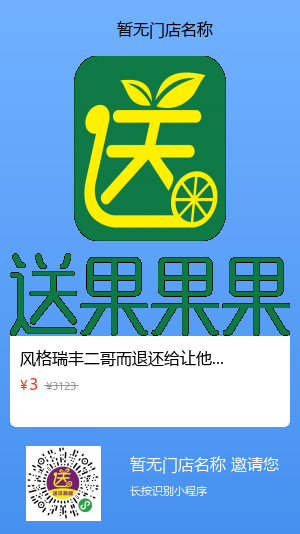 暂无门店名称
送
送果果果
风格瑞丰二哥而退还给让他...
¥3 ¥3123
送
暂无门店名称 邀请您
长按识别小程序